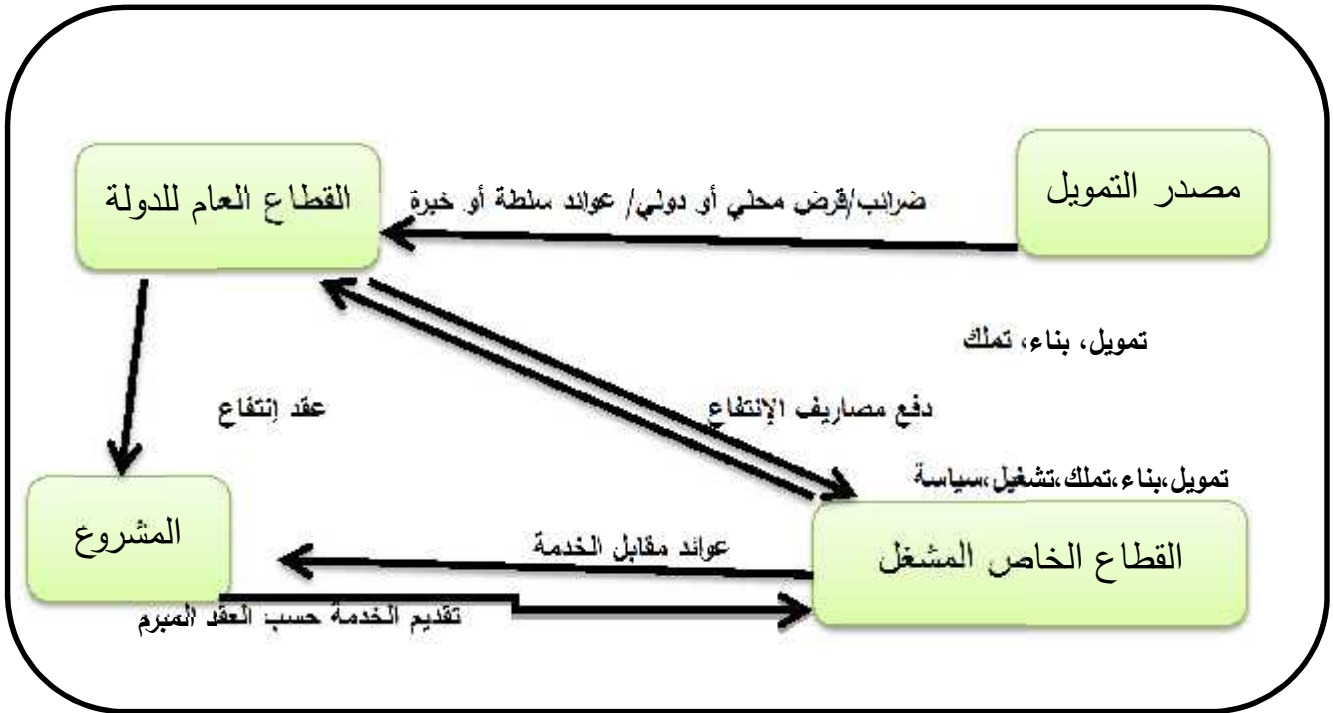 مصدر التمويل
ضرائب/قرض محلي أو دولي/ عوائد سلطة أو خبرة
القطاع العام للدولة
تمويل، بناء، تملك
دفع مصاريف الإنتفاع
عقد إنتفاع
تمويل،بناء،تملك،تشغيل،سياسة
القطاع الخاص المشغل
عوائد مقابل الخدمة
المشروع
تقديم الخدمة حسب العقد المبرم